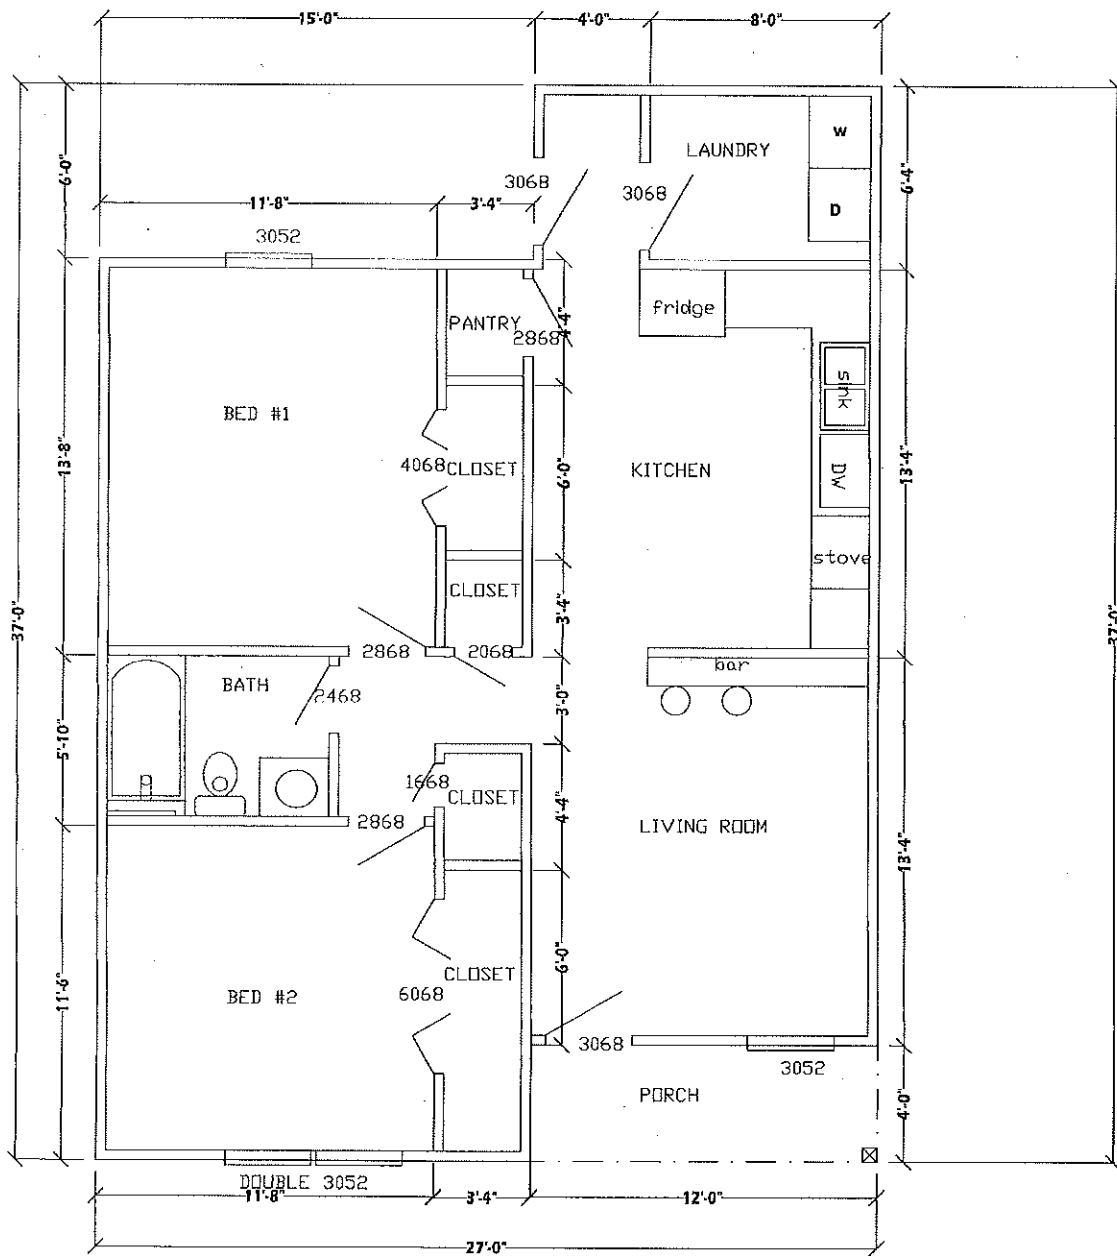 15'-0" 4'-0" 8'-0"
W
LAUNDRY
6'-0" 6'-4"
3068 3068
D
11'-8" 3'-4"
3052
fridge
PANTRY 4'-4"
2868
sink
BED #1
13'-8" 4068 CLOSET 6'-0" KITCHEN 13'-4"
DW
stove
CLOSET
3'-4"
37'-0" 37'-0"
2868 2068
bar
BATH
2468
3'-0"
5'-10"
1668
CLOSET
4'-4"
2868
LIVING ROOM
13'-4"
6'-0"
CLOSET
11'-6"
BED #2 6068
3068
3052
PORCH
4'-0"
DOUBLE 3052
11'-8" 3'-4" 12'-0"
27'-0"